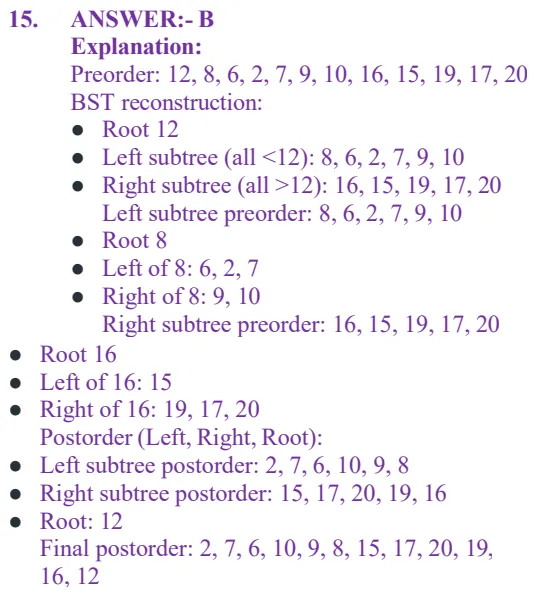 15. ANSWER:- B
Explanation:
Preorder: 12, 8, 6, 2, 7, 9, 10, 16, 15, 19, 17, 20
BST reconstruction:
● Root 12
● Left subtree (all <12): 8, 6, 2, 7, 9, 10
● Right subtree (all >12): 16, 15, 19, 17, 20
Left subtree preorder: 8, 6, 2, 7, 9, 10
● Root 8
● Left of 8: 6, 2, 7
● Right of 8: 9, 10
Right subtree preorder: 16, 15, 19, 17, 20
● Root 16
● Left of 16: 15
● Right of 16: 19, 17, 20
Postorder (Left, Right, Root):
● Left subtree postorder: 2, 7, 6, 10, 9, 8
● Right subtree postorder: 15, 17, 20, 19, 16
● Root: 12
Final postorder: 2, 7, 6, 10, 9, 8, 15, 17, 20, 19,
16, 12